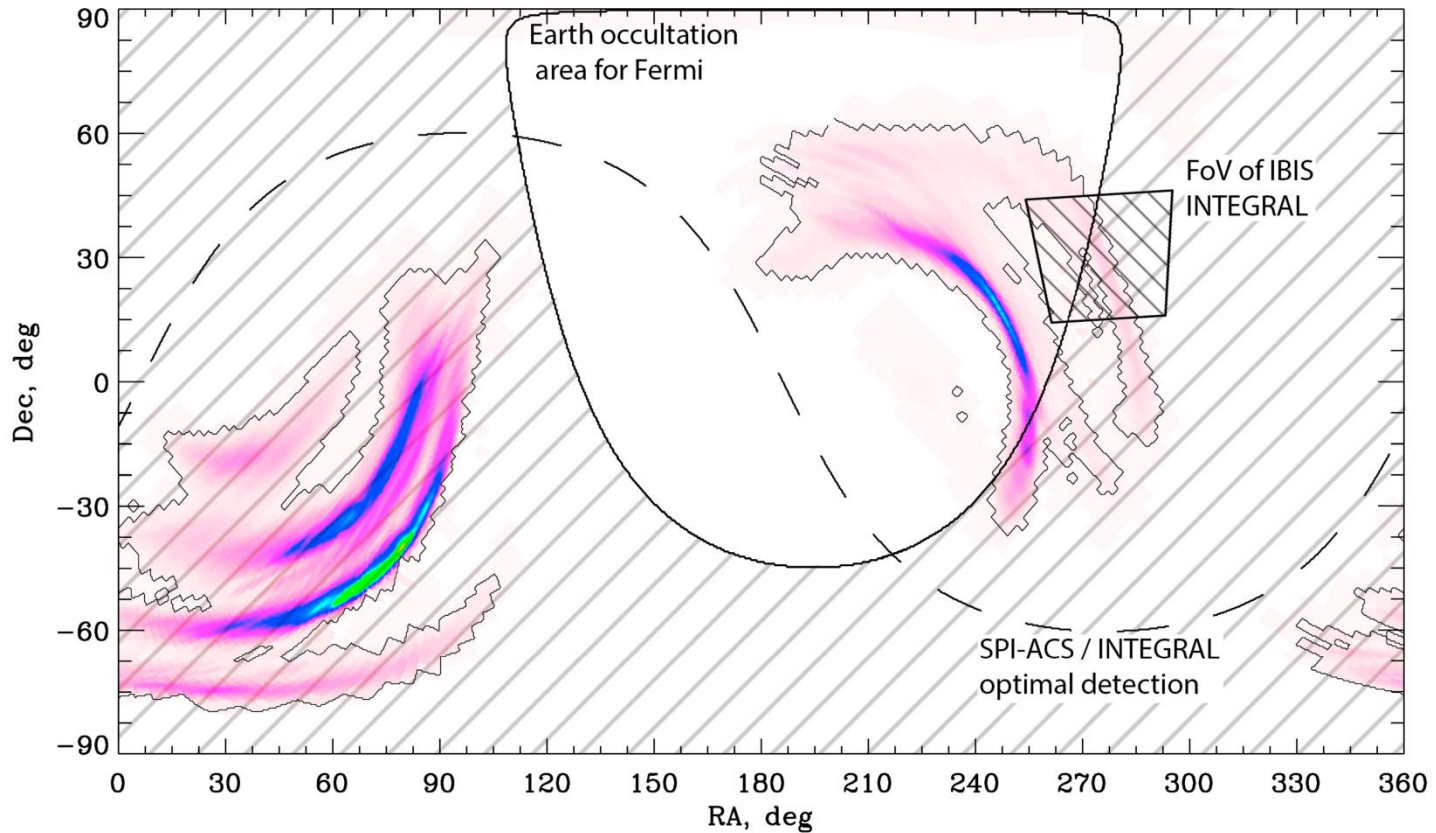 90
60
30
0
−30
−60
−90
Dec, deg
Earth occultation
area for Fermi
FoV of IBIS
INTEGRAL
SPI-ACS / INTEGRAL
optimal detection
0 30 60 90 120 150 180 210 240 270 300 330 360
RA, deg